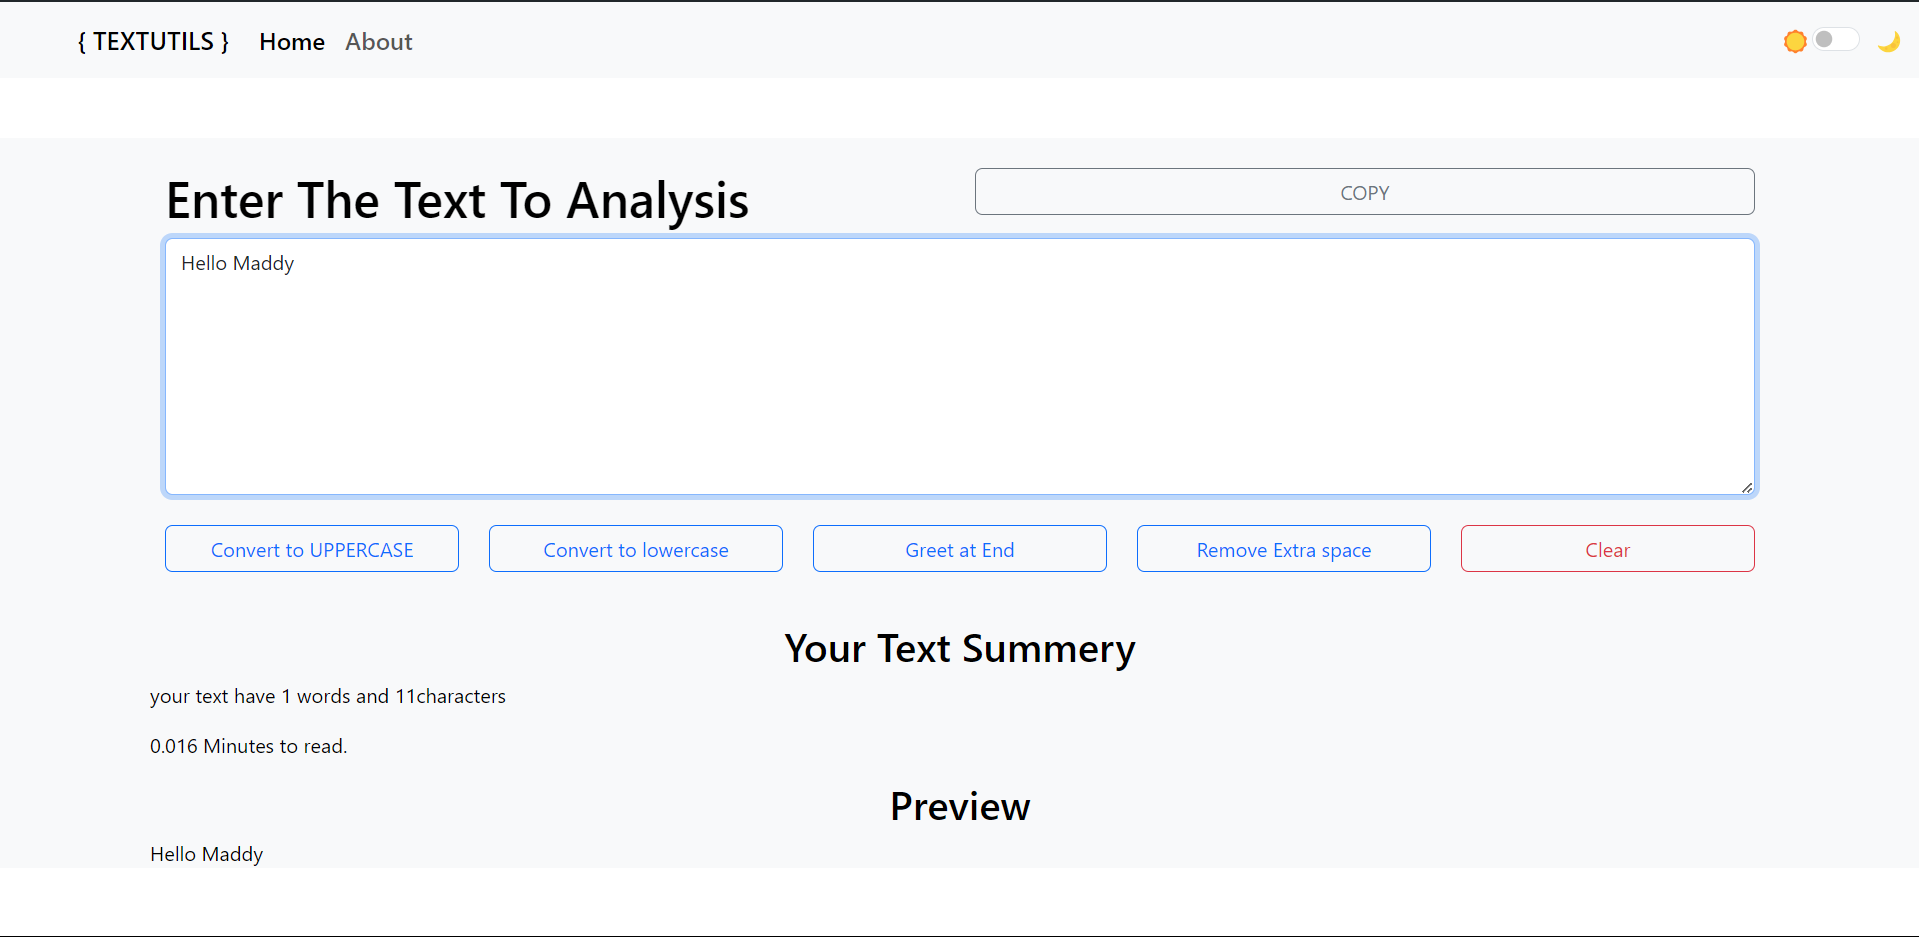 { TEXTUTILS } Home About
Enter The Text To Analysis
COPY
Hello Maddy
Convert to UPPERCASE Convert to lowercase Greet at End Remove Extra space Clear
Your Text Summery
your text have 1 words and 11characters
0.016 Minutes to read.
Preview
Hello Maddy